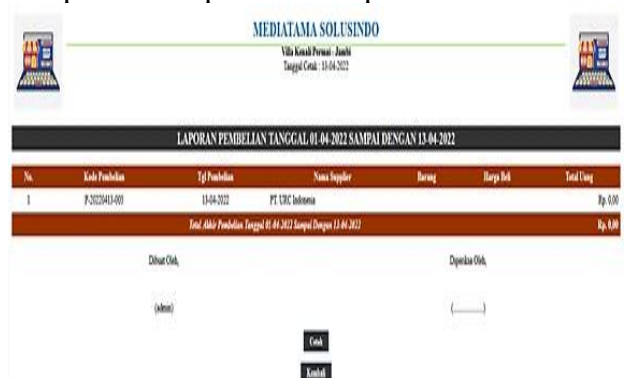 MEDIATAMA SOLUSINDO
Villa Kenali Permai - Jambi
Tanggal Cetak : 13-04-2022
LAPORAN PEMBELIAN TANGGAL 01-04-2022 SAMPAI DENGAN 13-04-2022
No. Kode Pembelian Tgl Pembelian Nama Supplier Barang Harga Beli Total Uang
1 P-20220413-003 13-04-2022 PT. URC Indonesia Rp. 0,00
Total Akhir Pembelian Tanggal 01-04-2022 Sampai Dengan 13-04-2022 Rp. 0,00
Dibuat Oleh, Diperiksa Oleh,
(admin) (________)
Cetak
Kembali